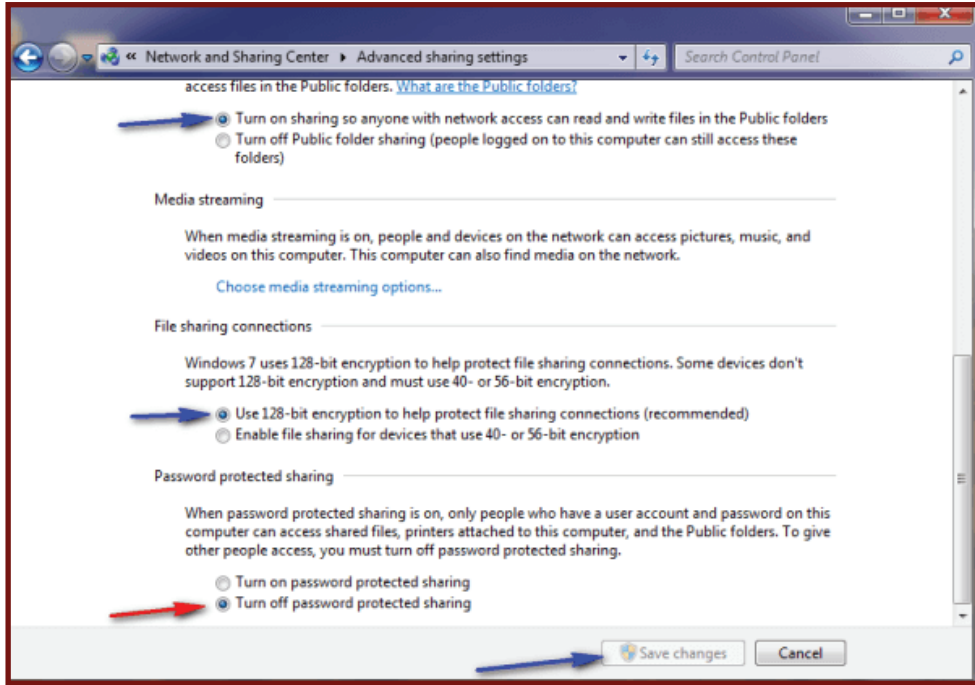 « Network and Sharing Center ▸ Advanced sharing settings
Search Control Panel
access files in the Public folders. What are the Public folders?
Turn on sharing so anyone with network access can read and write files in the Public folders
Turn off Public folder sharing (people logged on to this computer can still access these
folders)
Media streaming
When media streaming is on, people and devices on the network can access pictures, music, and
videos on this computer. This computer can also find media on the network.
Choose media streaming options...
File sharing connections
Windows 7 uses 128-bit encryption to help protect file sharing connections. Some devices don't
support 128-bit encryption and must use 40- or 56-bit encryption.
Use 128-bit encryption to help protect file sharing connections (recommended)
Enable file sharing for devices that use 40- or 56-bit encryption
Password protected sharing
When password protected sharing is on, only people who have a user account and password on this
computer can access shared files, printers attached to this computer, and the Public folders. To give
other people access, you must turn off password protected sharing.
Turn on password protected sharing
Turn off password protected sharing
Save changes
Cancel